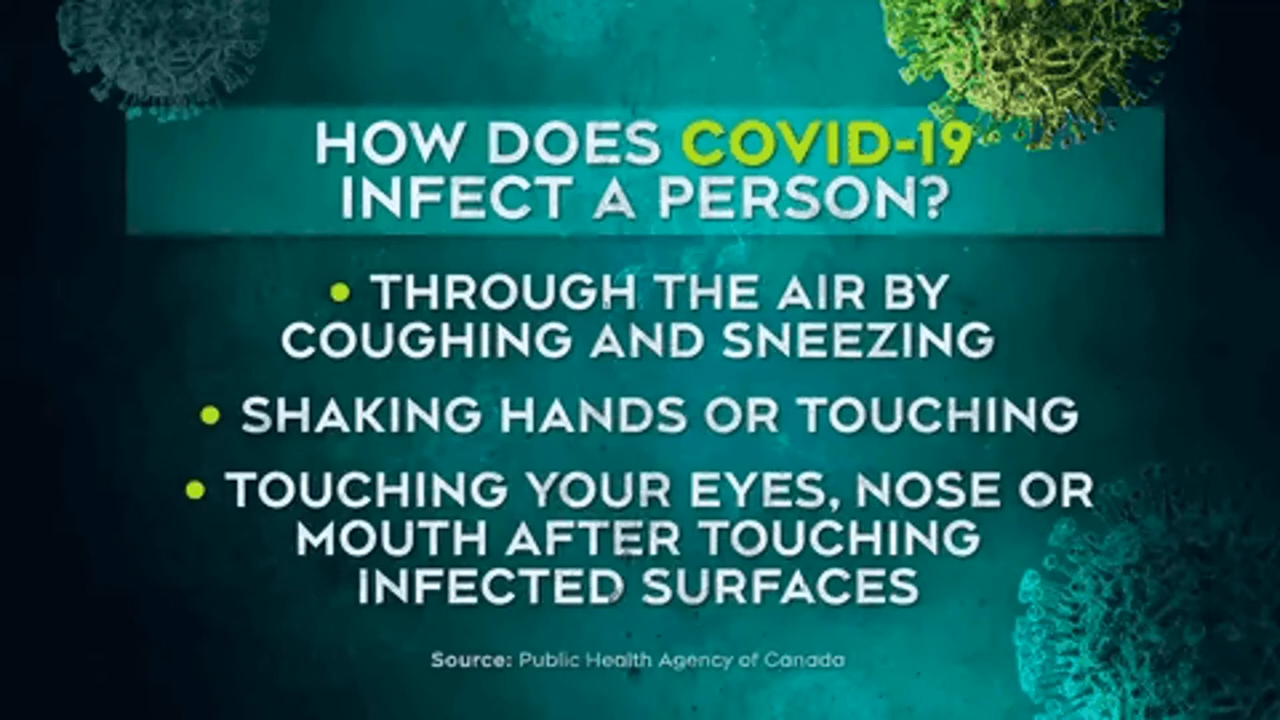 HOW DOES COVID-19
INFECT A PERSON?
• THROUGH THE AIR BY
COUGHING AND SNEEZING
• SHAKING HANDS OR TOUCHING
• TOUCHING YOUR EYES, NOSE OR
MOUTH AFTER TOUCHING
INFECTED SURFACES
Source: Public Health Agency of Canada